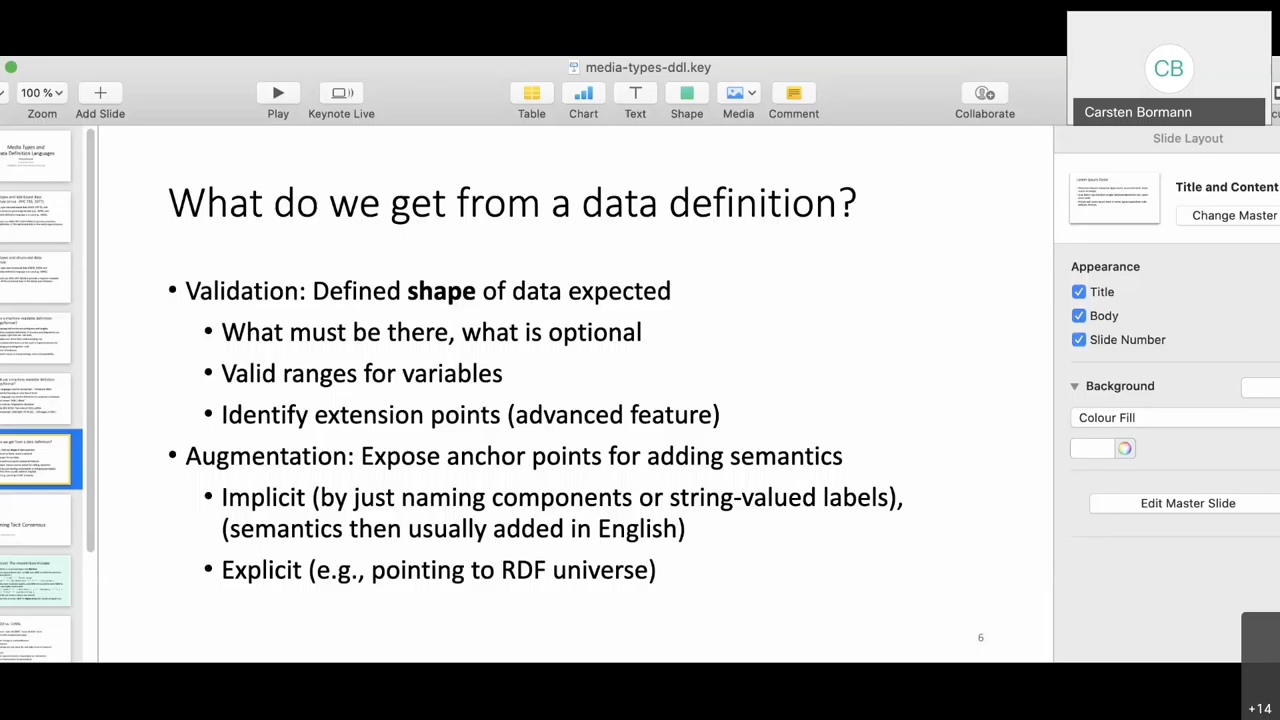 media-types-ddl.key
CB
Carsten Bormann
100 %
Zoom
Add Slide
Play
Keynote Live
Table
Chart
Text
Shape
Media
Comment
Collaborate
Media Types and
What do we get from a data definition?
• Validation: Defined shape of data expected
• What must be there, what is optional
• Valid ranges for variables
• Identify extension points (advanced feature)
• Augmentation: Expose anchor points for adding semantics
• Implicit (by just naming components or string-valued labels),
(semantics then usually added in English)
• Explicit (e.g., pointing to RDF universe)
6
Slide Layout
Title and Content
Change Master
Appearance
Title
Body
Slide Number
Background
Colour Fill
Edit Master Slide
+14